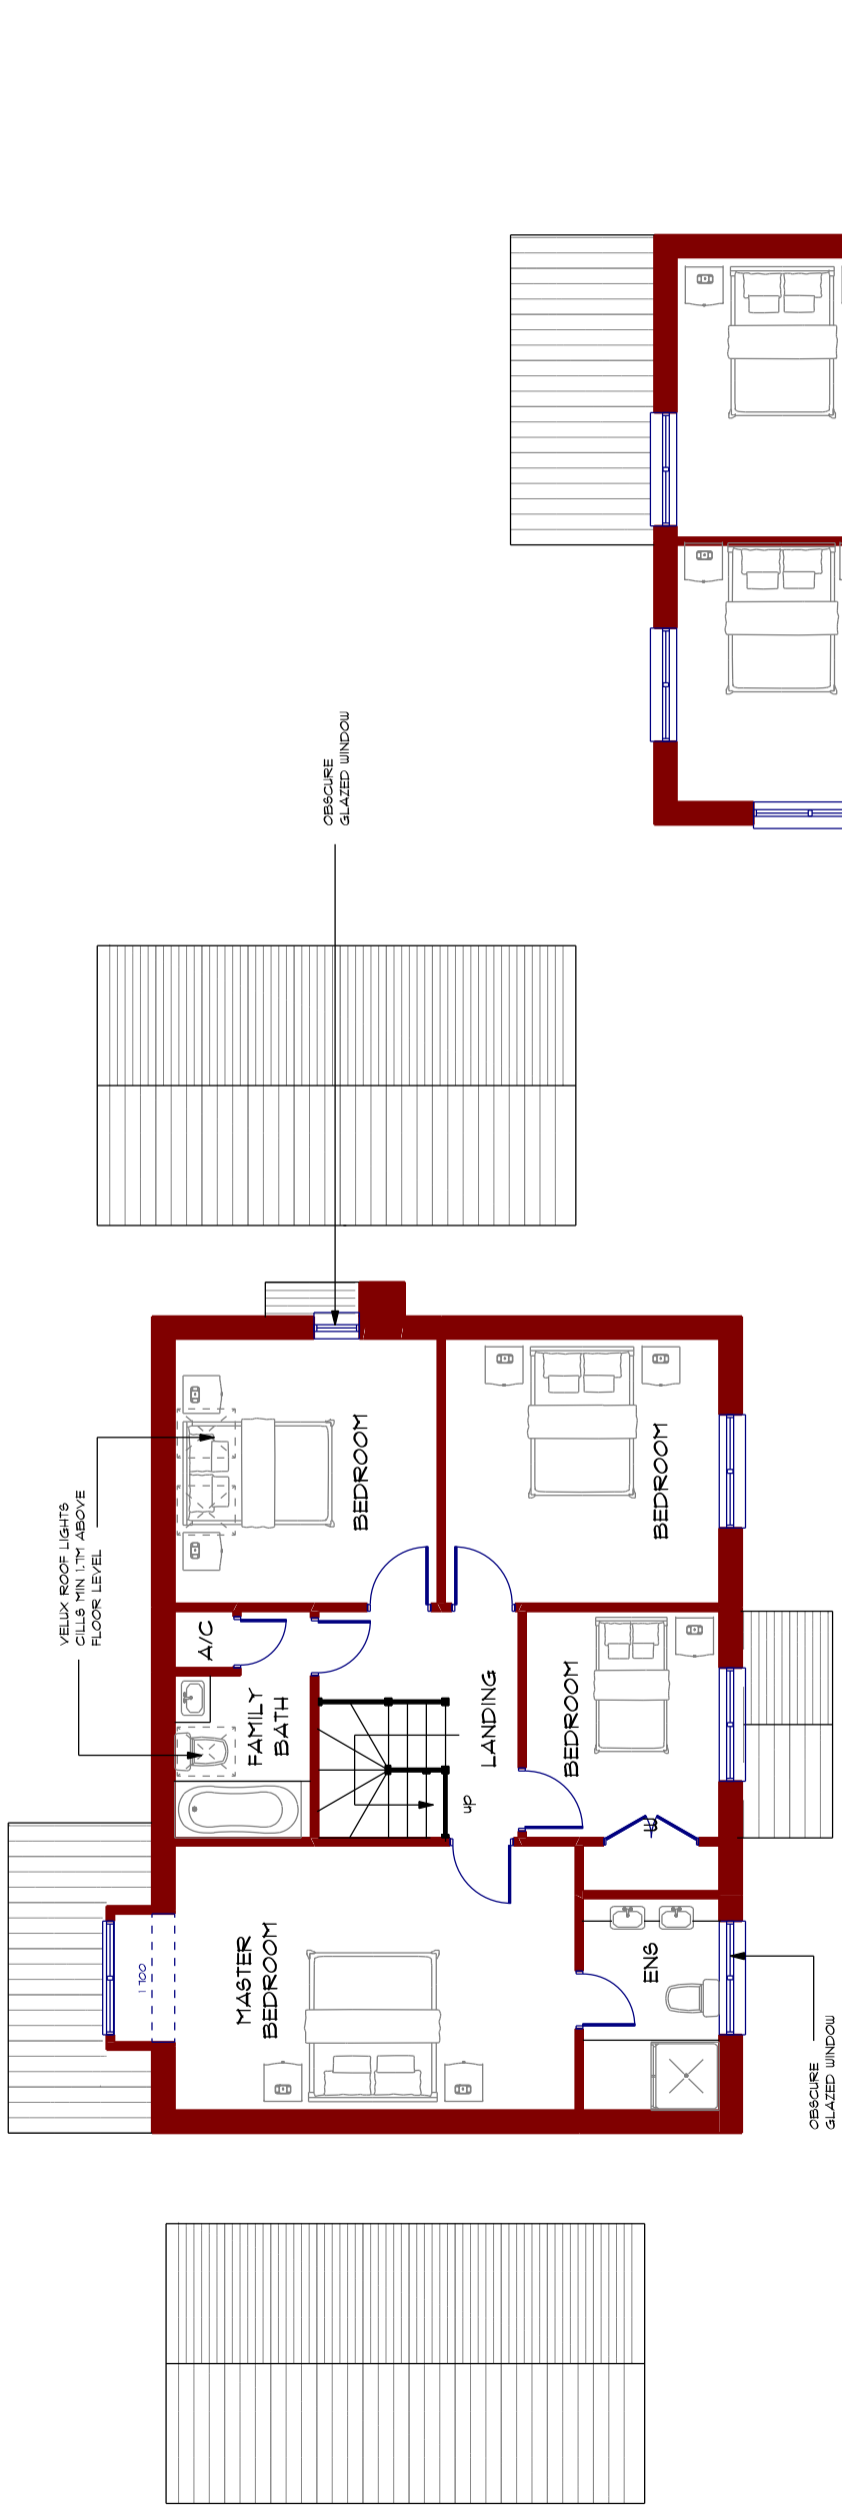 OBSCURE
GLAZED WINDOW
VELUX ROOF LIGHTS
CILLS MIN 1.7M ABOVE
FLOOR LEVEL
BEDROOM
BEDROOM
A/C
FAMILY
BATH
LANDING
BEDROOM
up
W
1700
MASTER
BEDROOM
ENS
OBSCURE
GLAZED WINDOW